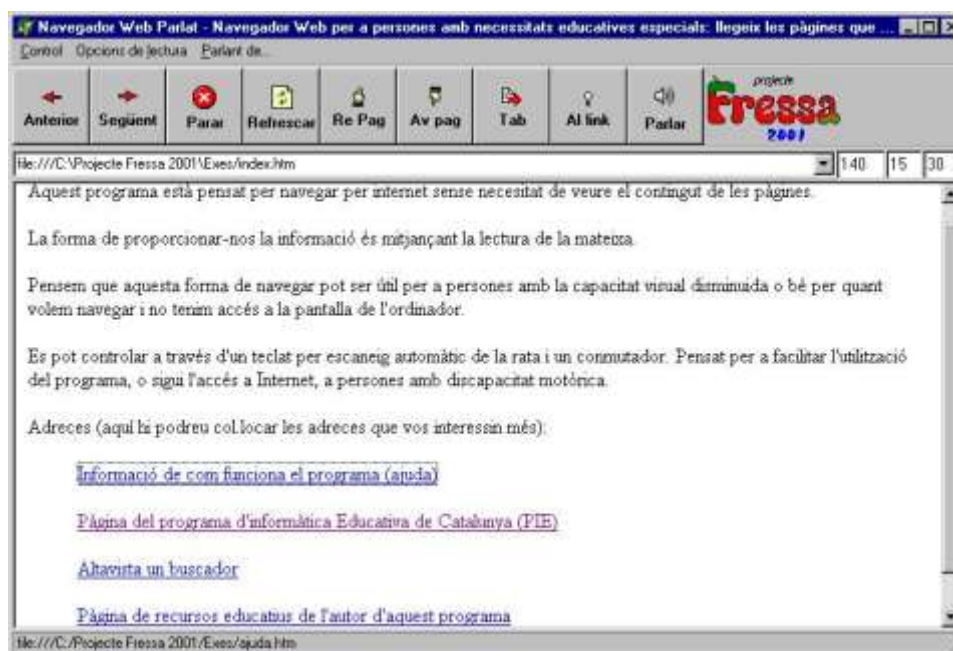 Navegador Web Parlat - Navegador Web per a persones amb necessitats educatives especials: llegeix les pàgines que ...
Control Opcions de lectura Parlant de...
Anterior Següent Parar Refrescar Re Pag Av pag Tab Al link Parlar
projecte
Fressa
2001
file:///C:\Projecte Fressa 2001\Exes/index.htm 140 15 30
Aquest programa està pensat per navegar per internet sense necesitat de veure el contingut de les pàgines.
La forma de proporcionar-nos la informació és mitjançant la lectura de la mateixa.
Pensem que aquesta forma de navegar pot ser útil per a persones amb la capacitat visual disminuida o bé per quant
volem navegar i no tenim accés a la pantalla de l'ordinador.
Es pot controlar a través d'un teclat per escaneig automàtic de la rata i un conmutador. Pensat per a facilitar l'utilització
del programa, o sigui l'accés a Internet, a persones amb discapacitat motòrica.
Adreces (aquí hi podreu col.locar les adreces que vos interessin més):
Informació de com funciona el programa (ajuda)
Pàgina del programa d'informàtica Educativa de Catalunya (PIE)
Altavista un buscador
Pàgina de recursos educatius de l'autor d'aquest programa
file:///C:/Projecte Fressa 2001/Exes/ajuda.htm